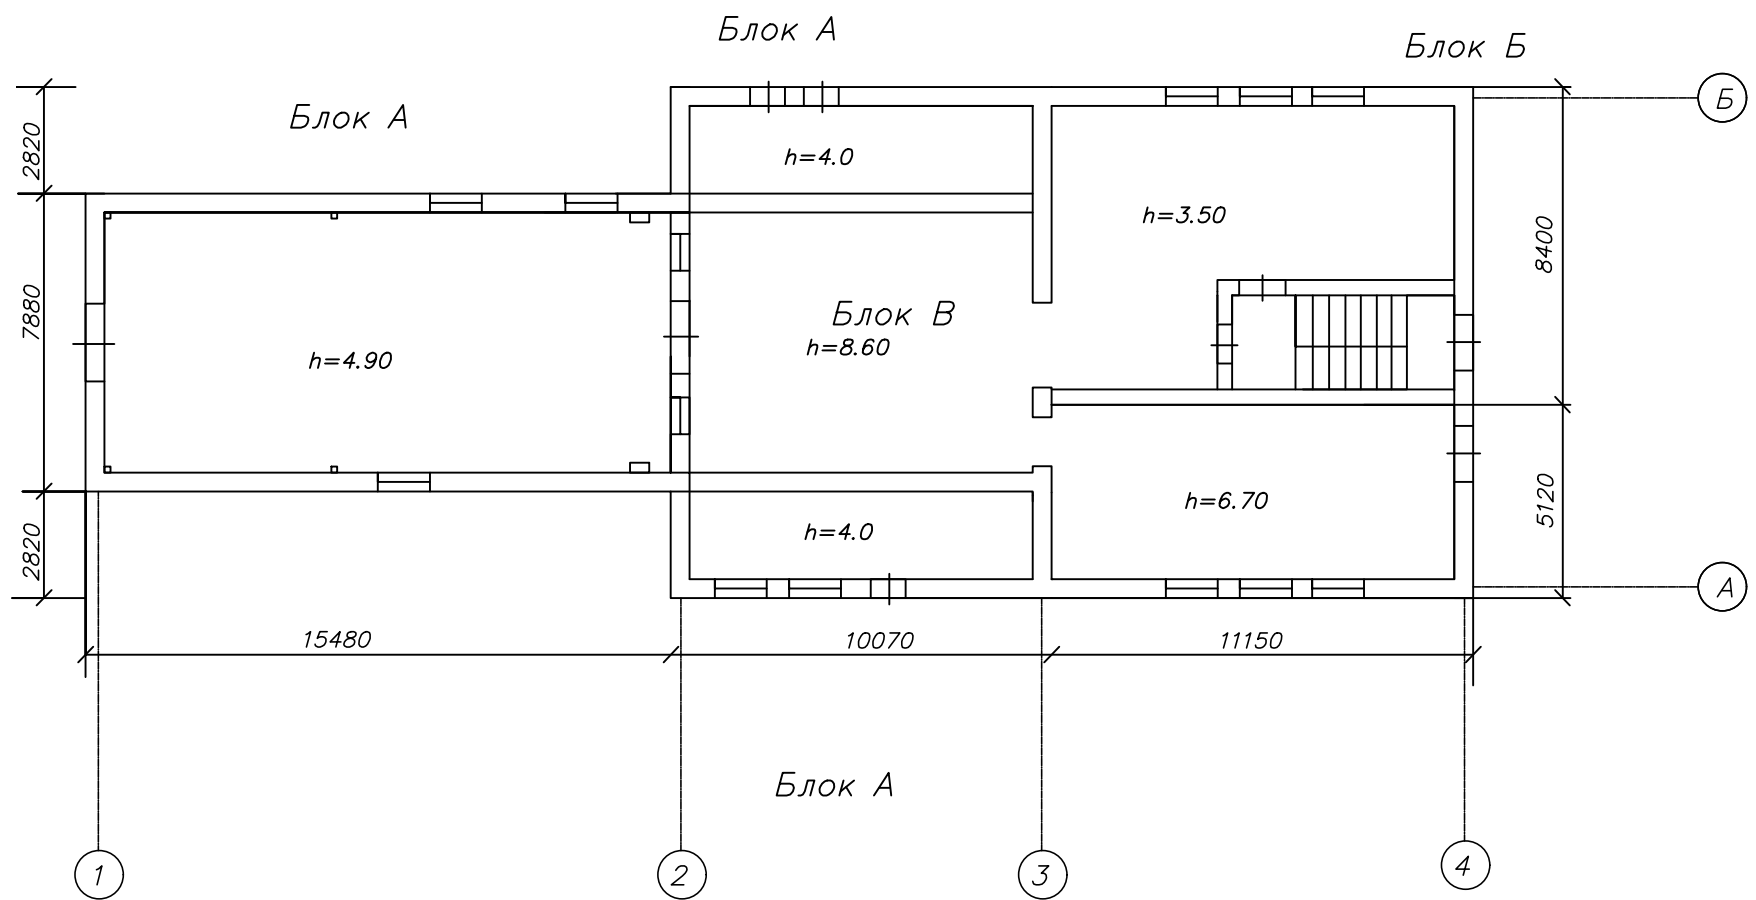 Блок А
Блок Б
Б
Блок А
2820
h=4.0
h=3.50
8400
7880
Блок В
h=8.60
h=4.90
h=6.70
5120
h=4.0
2820
А
15480
10070
11150
Блок А
1
2
3
4